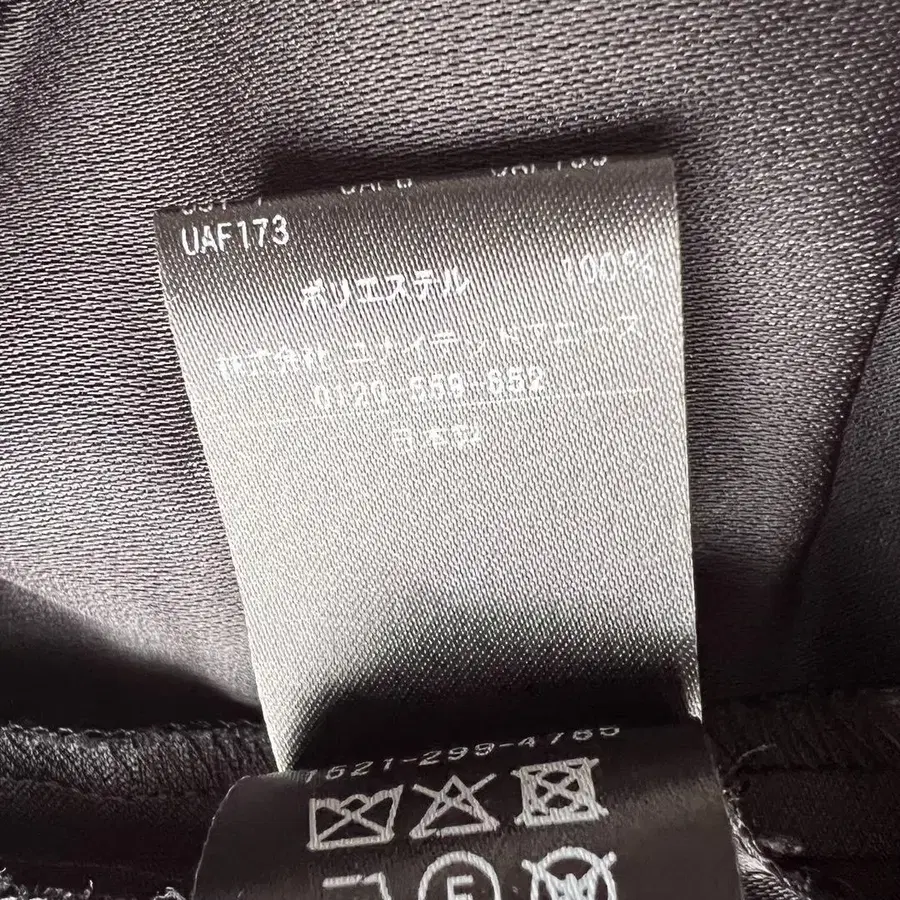 UAF173
ポリエステル 100%
株式会社 ユナイテッドアローズ
0120-559-652
日本製
1521-299-4765
F
W